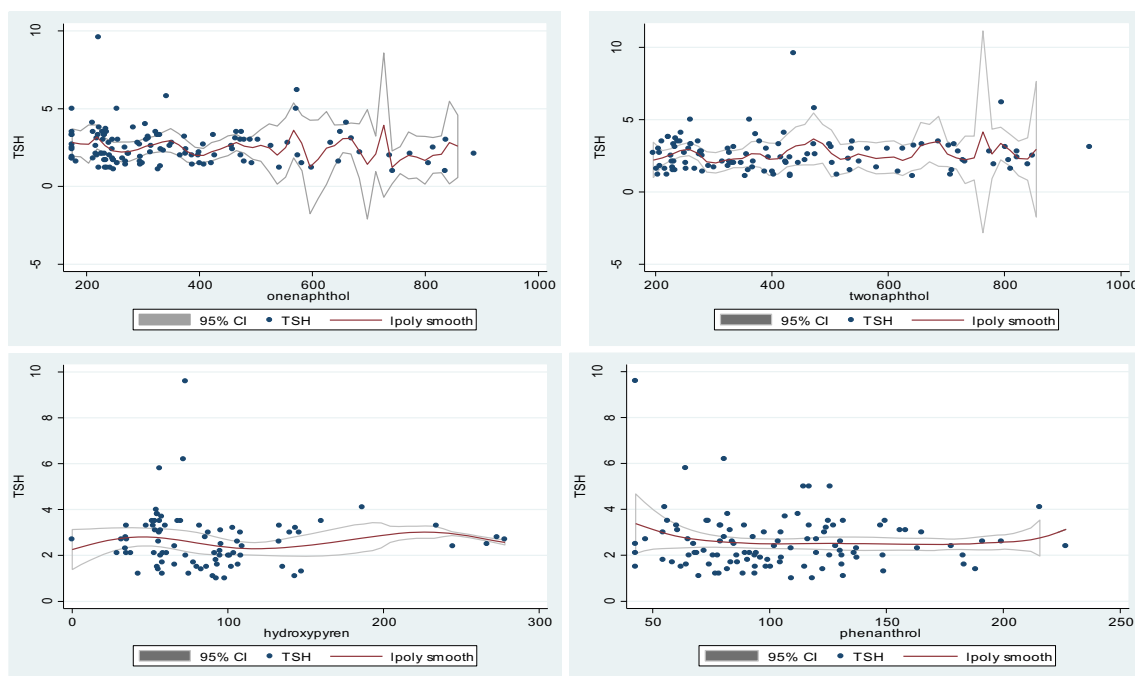 10
5
0
-5
TSH
200 400 600 800 1000
onenaphthol
95% CI TSH lpoly smooth
10
5
0
-5
TSH
200 400 600 800 1000
twonaphthol
95% CI TSH lpoly smooth
10
8
6
4
2
0
TSH
0 100 200 300
hydroxypyren
95% CI TSH lpoly smooth
10
8
6
4
2
0
TSH
50 100 150 200 250
phenanthrol
95% CI TSH lpoly smooth